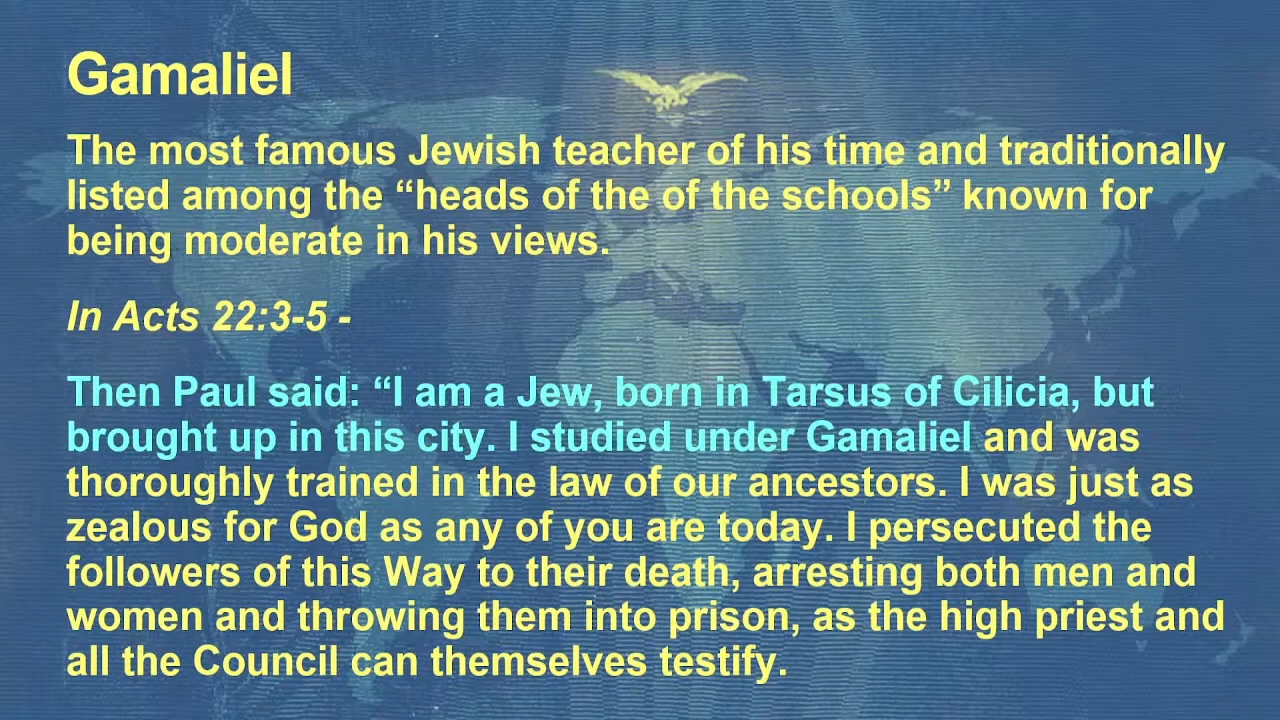 Gamaliel
The most famous Jewish teacher of his time and traditionally
listed among the “heads of the of the schools” known for
being moderate in his views.
In Acts 22:3-5 -
Then Paul said: “I am a Jew, born in Tarsus of Cilicia, but
brought up in this city. I studied under Gamaliel and was
thoroughly trained in the law of our ancestors. I was just as
zealous for God as any of you are today. I persecuted the
followers of this Way to their death, arresting both men and
women and throwing them into prison, as the high priest and
all the Council can themselves testify.